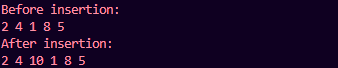 Before insertion:
2 4 1 8 5
After insertion:
2 4 10 1 8 5